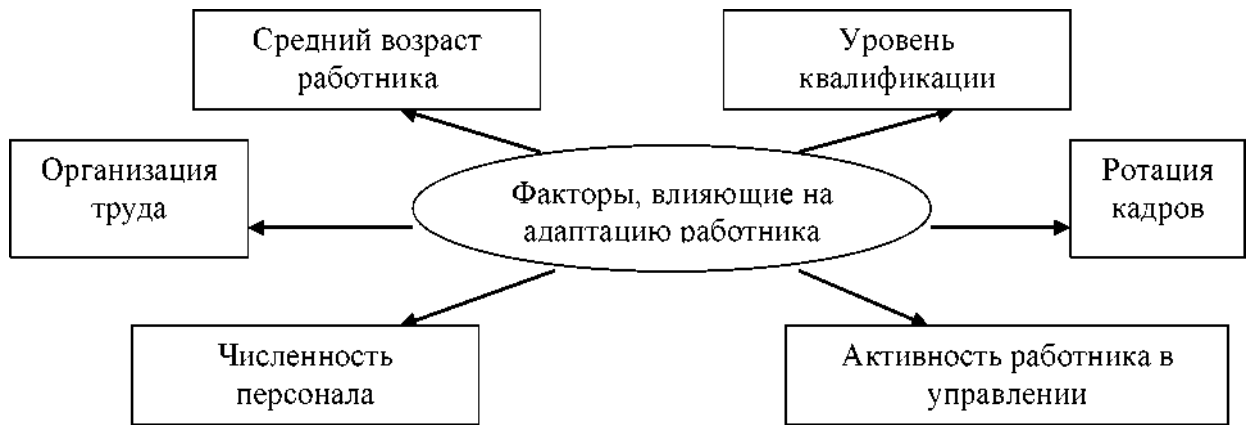 Средний возраст
работника
Уровень
квалификации
Организация
труда
Факторы, влияющие на
адаптацию работника
Ротация
кадров
Численность
персонала
Активность работника в
управлении